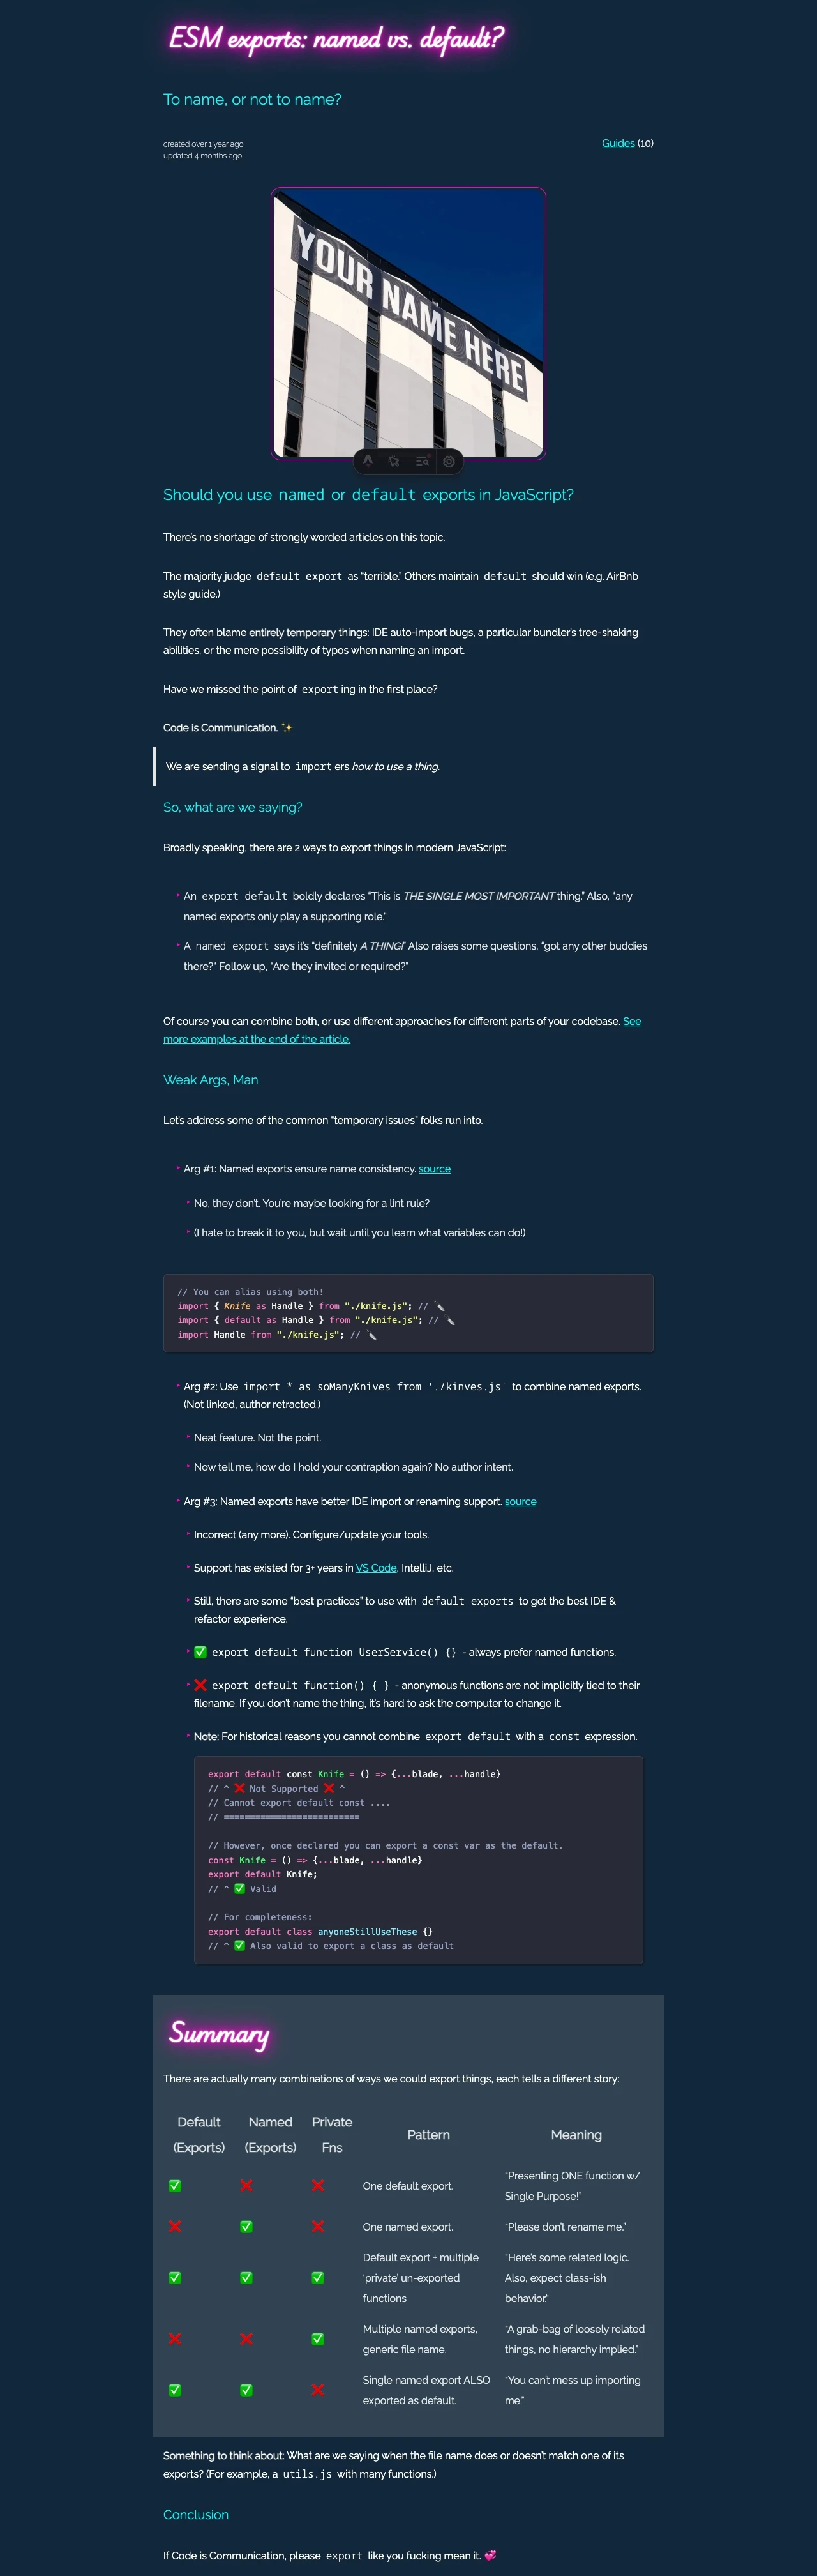 ESM exports: named vs. default?
To name, or not to name?
created over 1 year ago
updated 4 months ago
Guides (10)
YOUR NAME HERE
Should you use named or default exports in JavaScript?
There's no shortage of strongly worded articles on this topic.
The majority judge default export as “terrible.” Others maintain default should win (e.g. AirBnb
style guide.)
They often blame entirely temporary things: IDE auto-import bugs, a particular bundler's tree-shaking
abilities, or the mere possibility of typos when naming an import.
Have we missed the point of exporting in the first place?
Code is Communication. ✨
We are sending a signal to importers how to use a thing.
So, what are we saying?
Broadly speaking, there are 2 ways to export things in modern JavaScript:
‣ An export default boldly declares “This is THE SINGLE MOST IMPORTANT thing.” Also, “any
named exports only play a supporting role.”
‣ A named export says it's “definitely A THING!” Also raises some questions, “got any other buddies
there?” Follow up, “Are they invited or required?”
Of course you can combine both, or use different approaches for different parts of your codebase. See
more examples at the end of the article.
Weak Args, Man
Let's address some of the common “temporary issues” folks run into.
‣ Arg #1: Named exports ensure name consistency. source
‣ No, they don't. You're maybe looking for a lint rule?
‣ (I hate to break it to you, but wait until you learn what variables can do!)
// You can alias using both!
import { Knife as Handle } from "./knife.js"; // 🔪
import { default as Handle } from "./knife.js"; // 🔪
import Handle from "./knife.js"; // 🔪
‣ Arg #2: Use import * as soManyKnives from './kinves.js' to combine named exports.
(Not linked, author retracted.)
‣ Neat feature. Not the point.
‣ Now tell me, how do I hold your contraption again? No author intent.
‣ Arg #3: Named exports have better IDE import or renaming support. source
‣ Incorrect (any more). Configure/update your tools.
‣ Support has existed for 3+ years in VS Code, IntelliJ, etc.
‣ Still, there are some “best practices” to use with default exports to get the best IDE &
refactor experience.
‣ ✅ export default function UserService() {} - always prefer named functions.
‣ ❌ export default function() { } - anonymous functions are not implicitly tied to their
filename. If you don't name the thing, it's hard to ask the computer to change it.
‣ Note: For historical reasons you cannot combine export default with a const expression.
export default const Knife = () => {...blade, ...handle}
// ^ ❌ Not Supported ❌ ^
// Cannot export default const ....
// ==========================
// However, once declared you can export a const var as the default.
const Knife = () => {...blade, ...handle}
export default Knife;
// ^ ✅ Valid
// For completeness:
export default class anyoneStillUseThese {}
// ^ ✅ Also valid to export a class as default
Summary
There are actually many combinations of ways we could export things, each tells a different story:
Default (Exports) Named (Exports) Private Fns Pattern Meaning
✅ ❌ ❌ One default export. “Presenting ONE function w/ Single Purpose!”
❌ ✅ ❌ One named export. “Please don't rename me.”
✅ ✅ ✅ Default export + multiple ‘private’ un-exported functions “Here's some related logic. Also, expect class-ish behavior.”
❌ ❌ ✅ Multiple named exports, generic file name. “A grab-bag of loosely related things, no hierarchy implied.”
✅ ✅ ❌ Single named export ALSO exported as default. “You can't mess up importing me.”
Something to think about: What are we saying when the file name does or doesn't match one of its
exports? (For example, a utils.js with many functions.)
Conclusion
If Code is Communication, please export like you fucking mean it. 💞